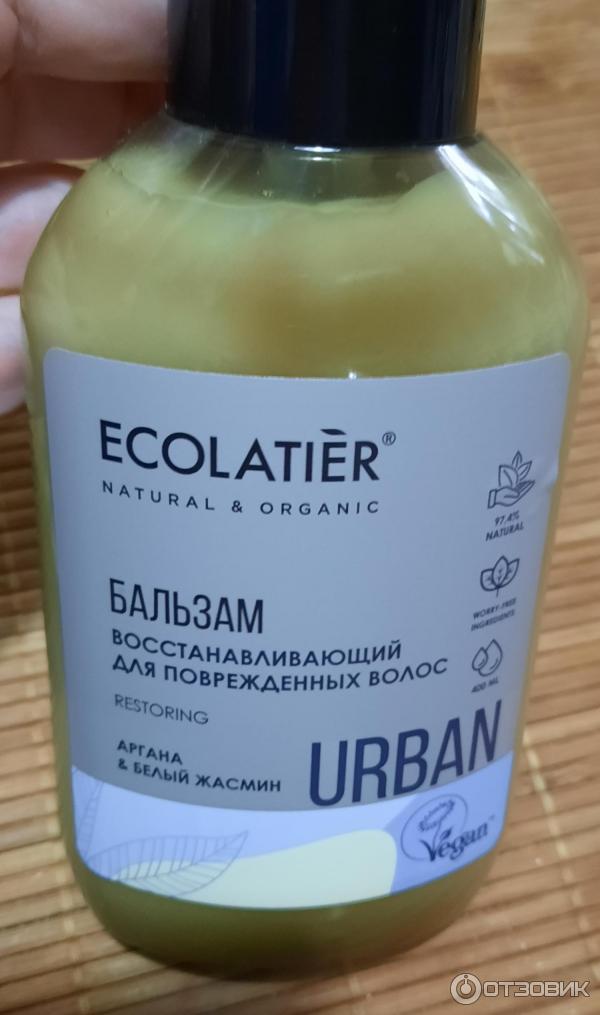 ECOLATIÈR®
NATURAL & ORGANIC
97.4%
NATURAL
WORRY-FREE
INGREDIENTS
400 ML
БАЛЬЗАМ
ВОССТАНАВЛИВАЮЩИЙ
ДЛЯ ПОВРЕЖДЕННЫХ ВОЛОС
RESTORING
АРГАНА
& БЕЛЫЙ ЖАСМИН
URBAN
Vegan™
ОТЗОВИК